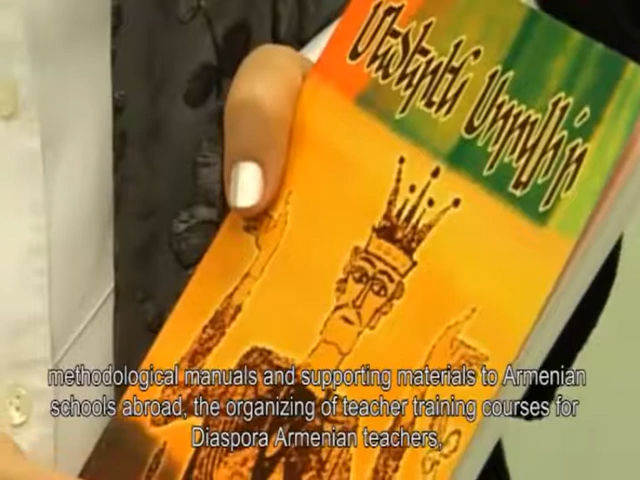 Մեծերեն
methodological manuals and supporting materials to Armenian
schools abroad, the organizing of teacher training courses for
Diaspora Armenian teachers,